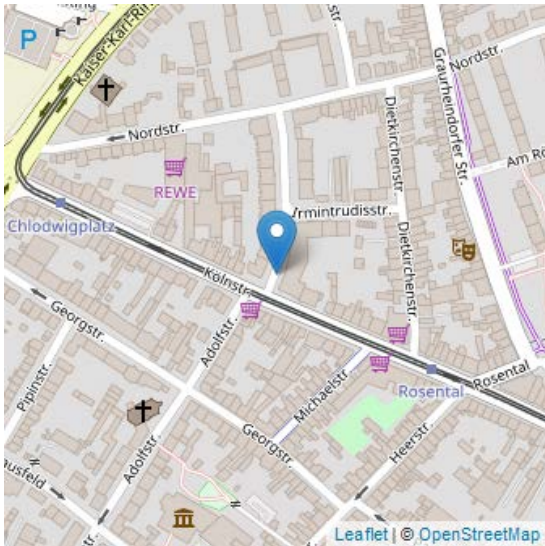 P
Kaiser-Karl-Ri
Nordstr.
Nordstr.
Graurheindorfer Str.
Dietkirchenstr.
Am Rö
REWE
rmintrudisstr.
Chlodwigplatz
Dietkirchenstr.
Kölnstr.
Georgstr.
Adolfstr.
Rosental
Rosental
Pipinstr.
Michaelstr.
Adolfstr.
Georgstr.
Heerstr.
ausfeld
Leaflet | © OpenStreetMap